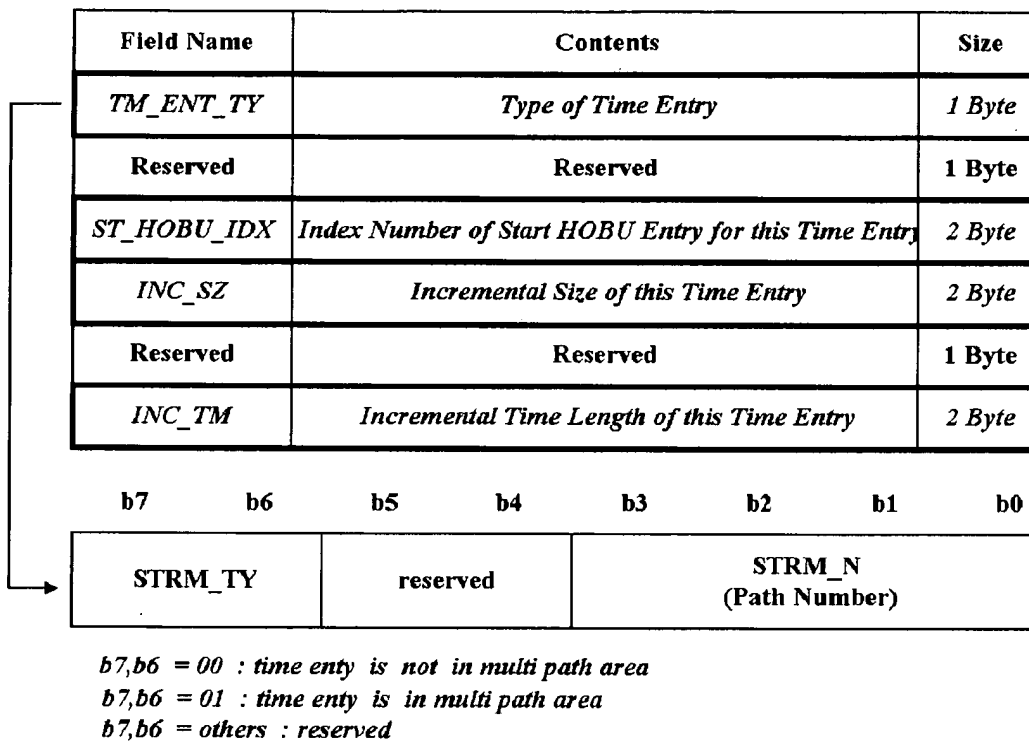 Field Name Contents Size
TM_ENT_TY Type of Time Entry 1 Byte
Reserved Reserved 1 Byte
ST_HOBU_IDX Index Number of Start HOBU Entry for this Time Entry 2 Byte
INC_SZ Incremental Size of this Time Entry 2 Byte
Reserved Reserved 1 Byte
INC_TM Incremental Time Length of this Time Entry 2 Byte
b7 b6 b5 b4 b3 b2 b1 b0
STRM_TY reserved STRM_N
(Path Number)
b7,b6 = 00 : time enty is not in multi path area
b7,b6 = 01 : time enty is in multi path area
b7,b6 = others : reserved